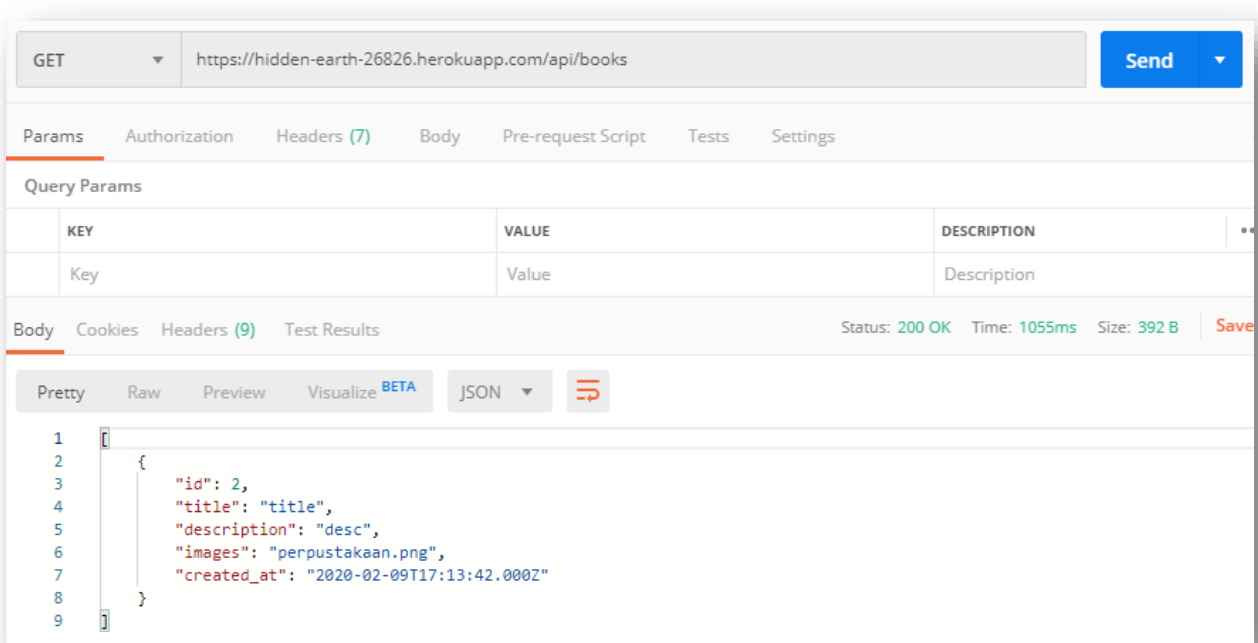 GET https://hidden-earth-26826.herokuapp.com/api/books Send
Params Authorization Headers (7) Body Pre-request Script Tests Settings
Query Params
KEY VALUE DESCRIPTION
Key Value Description
Body Cookies Headers (9) Test Results Status: 200 OK Time: 1055ms Size: 392 B Save
Pretty Raw Preview Visualize BETA JSON
1 [
2 {
3 "id": 2,
4 "title": "title",
5 "description": "desc",
6 "images": "perpustakaan.png",
7 "created_at": "2020-02-09T17:13:42.000Z"
8 }
9 ]